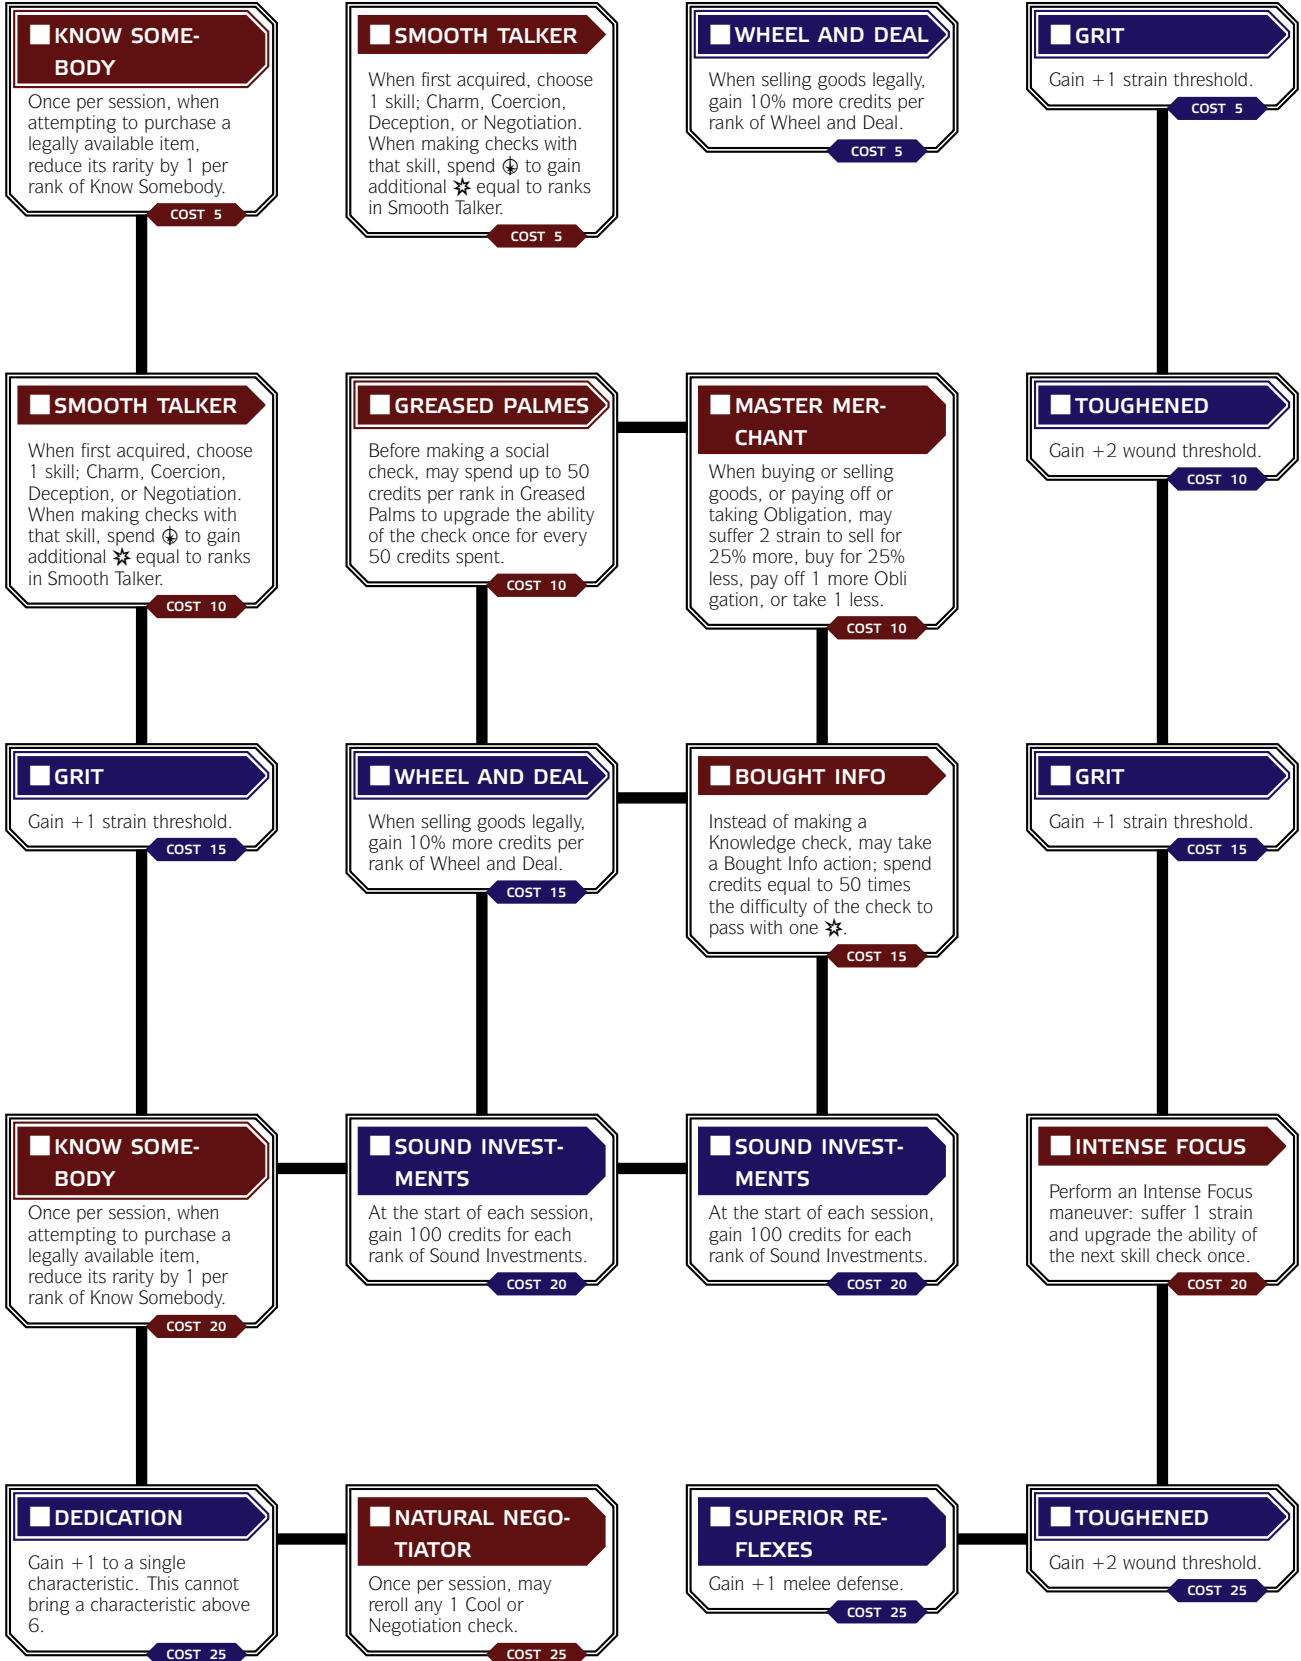 KNOW SOME-
BODY
Once per session, when
attempting to purchase a
legally available item,
reduce its rarity by 1 per
rank of Know Somebody.
COST 5
SMOOTH TALKER
When first acquired, choose
1 skill; Charm, Coercion,
Deception, or Negotiation.
When making checks with
that skill, spend to gain
additional equal to ranks
in Smooth Talker.
COST 5
WHEEL AND DEAL
When selling goods legally,
gain 10% more credits per
rank of Wheel and Deal.
COST 5
GRIT
Gain +1 strain threshold.
COST 5
SMOOTH TALKER
When first acquired, choose
1 skill; Charm, Coercion,
Deception, or Negotiation.
When making checks with
that skill, spend to gain
additional equal to ranks
in Smooth Talker.
COST 10
GREASED PALMES
Before making a social
check, may spend up to 50
credits per rank in Greased
Palms to upgrade the ability
of the check once for every
50 credits spent.
COST 10
MASTER MER-
CHANT
When buying or selling
goods, or paying off or
taking Obligation, may
suffer 2 strain to sell for
25% more, buy for 25%
less, pay off 1 more Obli
gation, or take 1 less.
COST 10
TOUGHENED
Gain +2 wound threshold.
COST 10
GRIT
Gain +1 strain threshold.
COST 15
WHEEL AND DEAL
When selling goods legally,
gain 10% more credits per
rank of Wheel and Deal.
COST 15
BOUGHT INFO
Instead of making a
Knowledge check, may take
a Bought Info action; spend
credits equal to 50 times
the difficulty of the check to
pass with one .
COST 15
GRIT
Gain +1 strain threshold.
COST 15
KNOW SOME-
BODY
Once per session, when
attempting to purchase a
legally available item,
reduce its rarity by 1 per
rank of Know Somebody.
COST 20
SOUND INVEST-
MENTS
At the start of each session,
gain 100 credits for each
rank of Sound Investments.
COST 20
SOUND INVEST-
MENTS
At the start of each session,
gain 100 credits for each
rank of Sound Investments.
COST 20
INTENSE FOCUS
Perform an Intense Focus
maneuver: suffer 1 strain
and upgrade the ability of
the next skill check once.
COST 20
DEDICATION
Gain +1 to a single
characteristic. This cannot
bring a characteristic above
6.
COST 25
NATURAL NEGO-
TIATOR
Once per session, may
reroll any 1 Cool or
Negotiation check.
COST 25
SUPERIOR RE-
FLEXES
Gain +1 melee defense.
COST 25
TOUGHENED
Gain +2 wound threshold.
COST 25